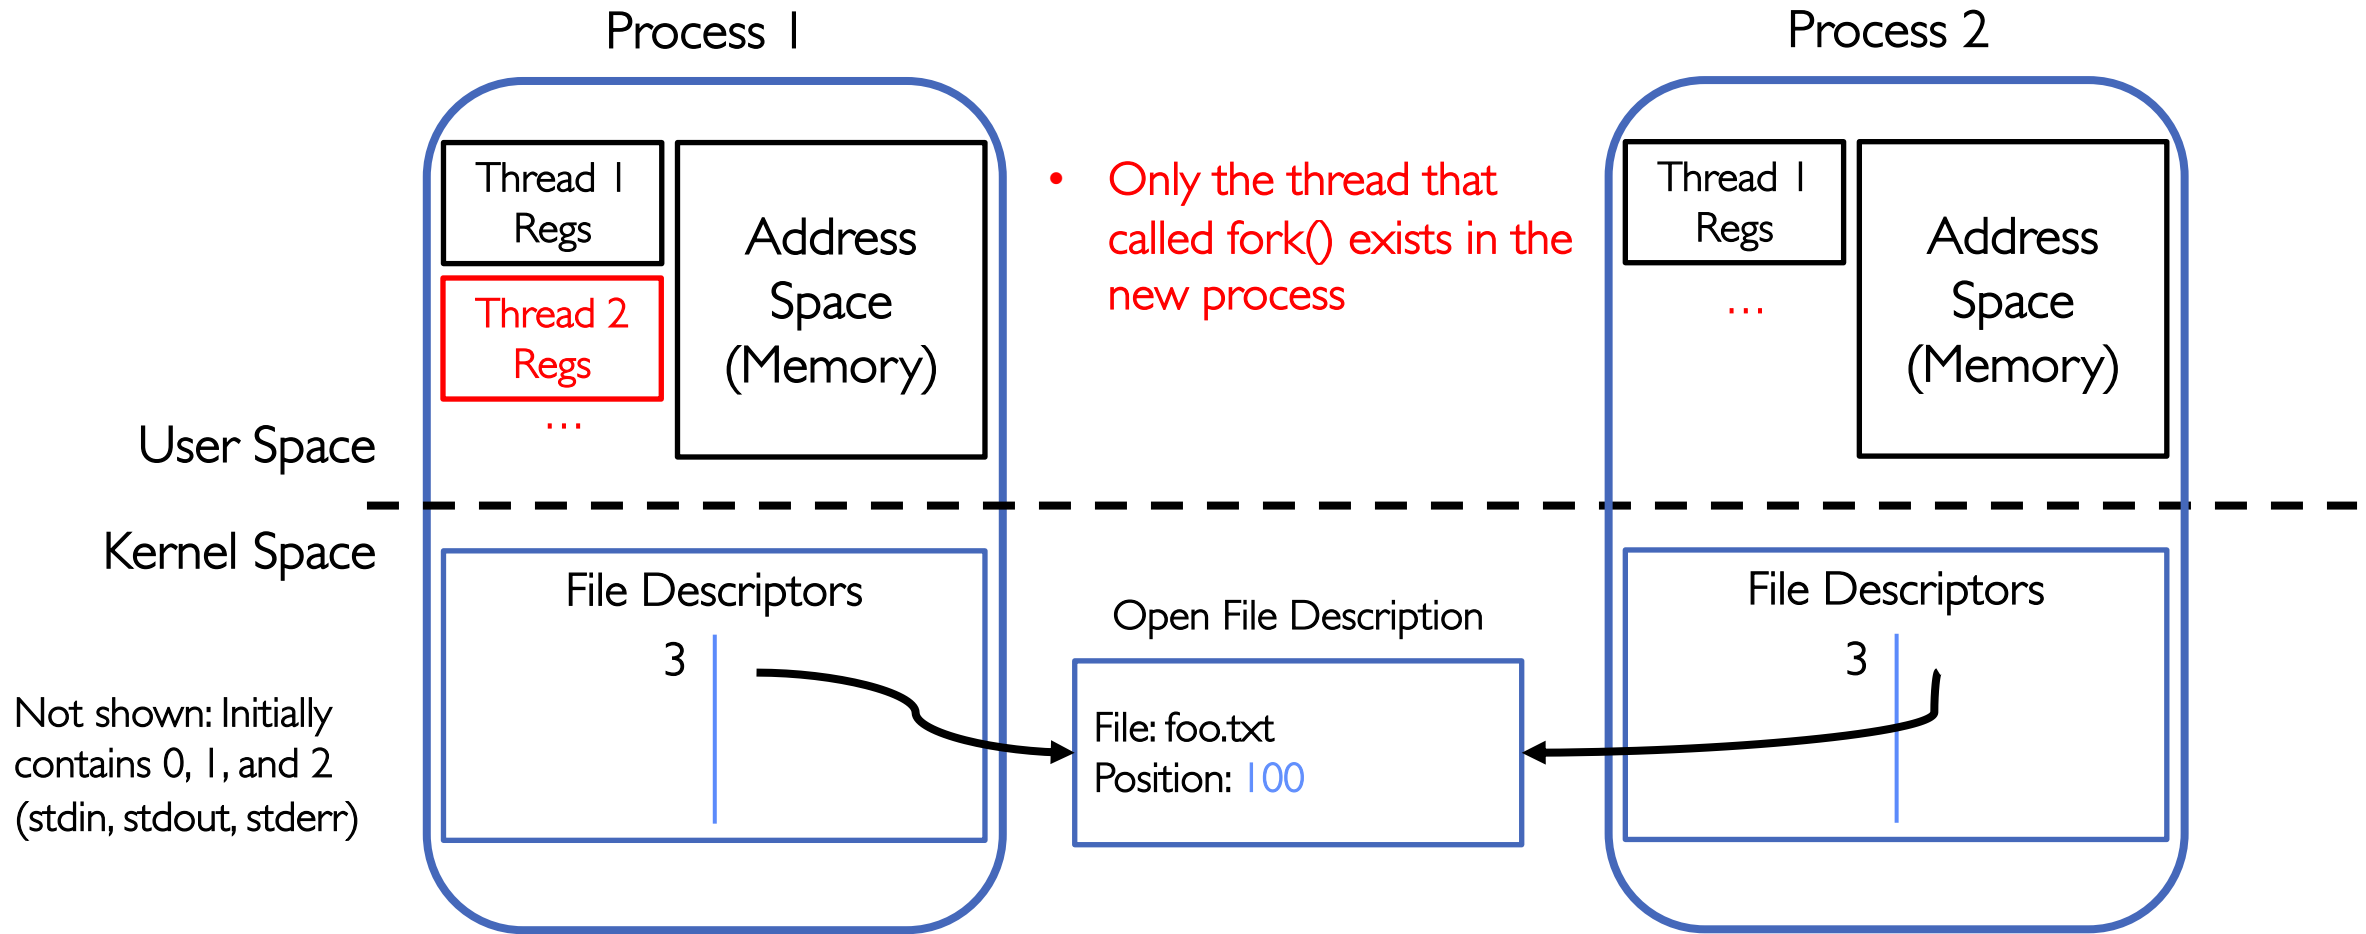 Process 1
Process 2
Thread 1
Regs
Thread 2
Regs
...
Address
Space
(Memory)
• Only the thread that
called fork() exists in the
new process
Thread 1
Regs
...
Address
Space
(Memory)
User Space
Kernel Space
File Descriptors
3
Open File Description
File: foo.txt
Position: 100
File Descriptors
3
Not shown: Initially
contains 0, 1, and 2
(stdin, stdout, stderr)